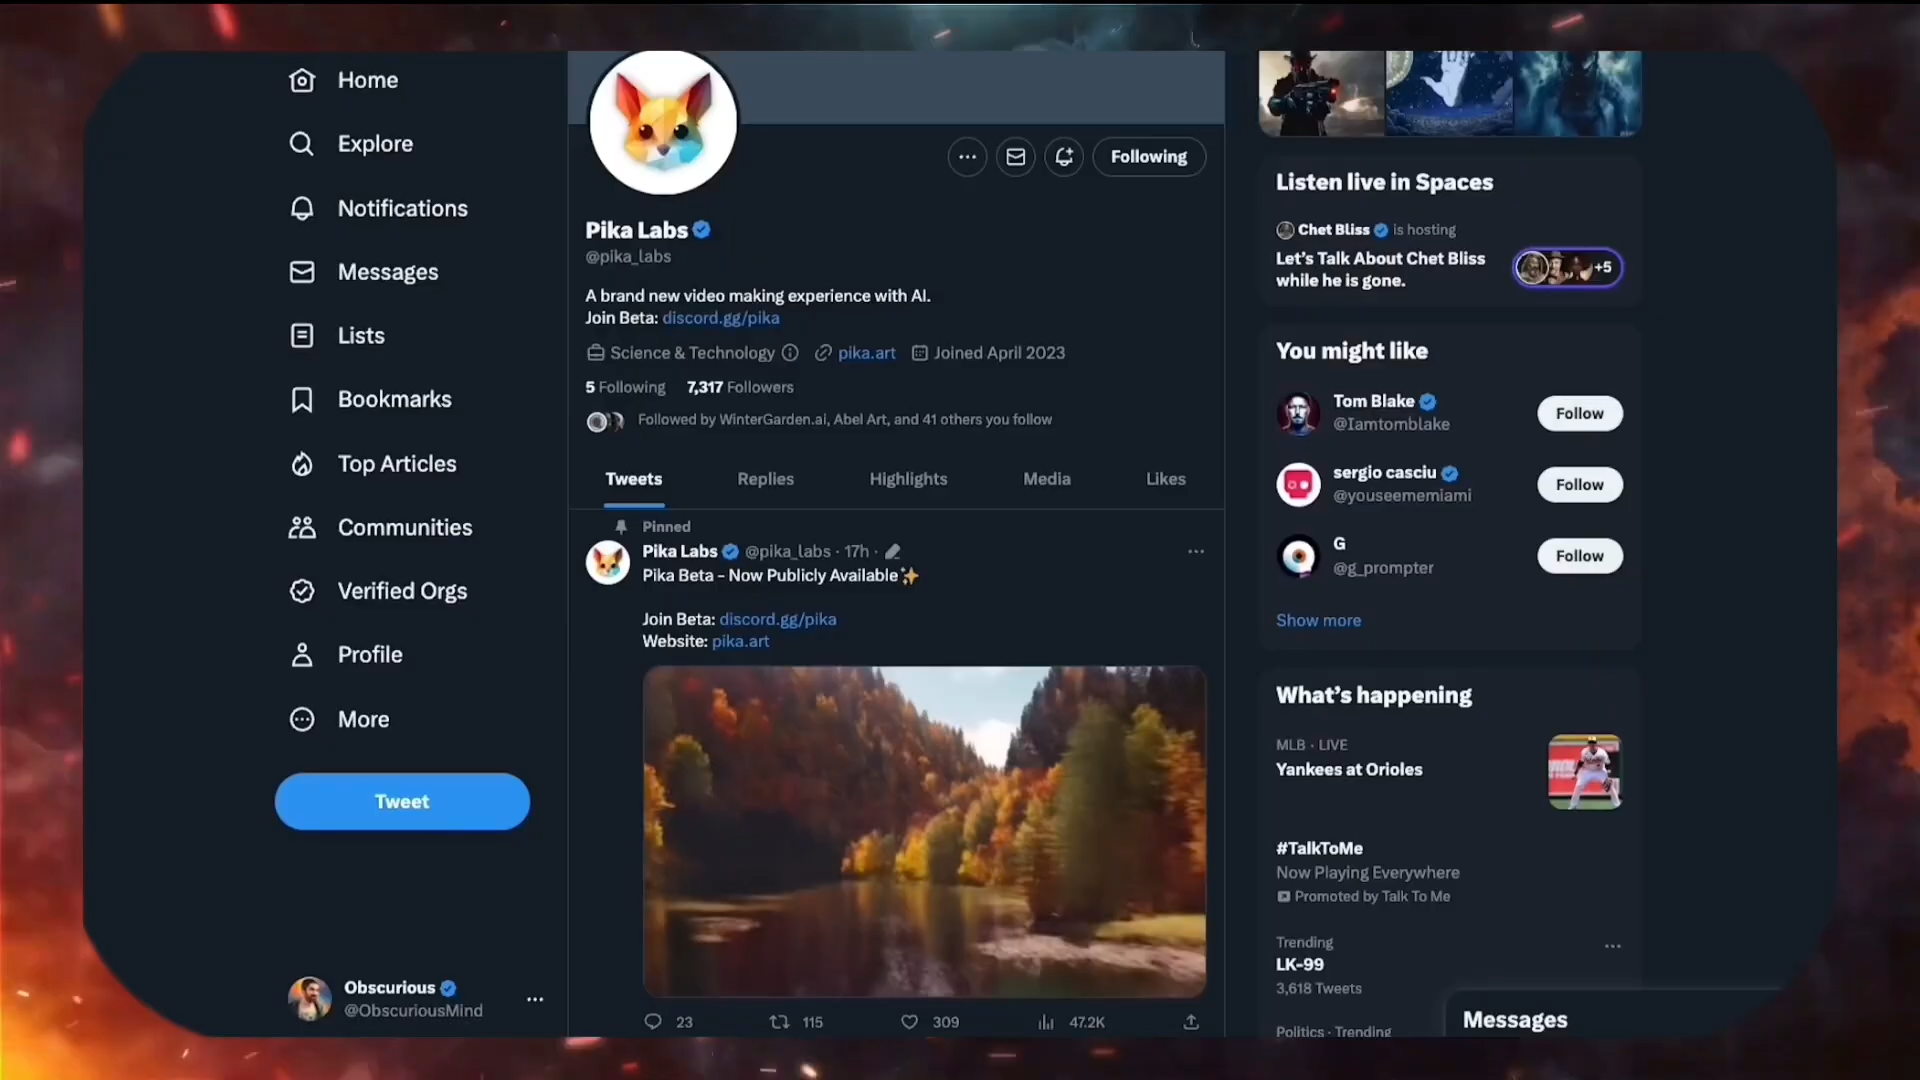 Home
Explore
Notifications
Messages
Lists
Bookmarks
Top Articles
Communities
Verified Orgs
Profile
More
Tweet
Obscurious
@ObscuriousMind
Following
Pika Labs
@pika_labs
A brand new video making experience with AI.
Join Beta: discord.gg/pika
Science & Technology pika.art Joined April 2023
5 Following 7,317 Followers
Followed by WinterGarden.ai, Abel Art, and 41 others you follow
Tweets Replies Highlights Media Likes
Pinned
Pika Labs @pika_labs · 17h ·
Pika Beta - Now Publicly Available✨
Join Beta: discord.gg/pika
Website: pika.art
23 115 309 47.2K
Listen live in Spaces
Chet Bliss is hosting
Let's Talk About Chet Bliss
while he is gone.
+5
You might like
Tom Blake
@Iamtomblake
Follow
sergio casciu
@youseememiami
Follow
G
@g_prompter
Follow
Show more
What's happening
MLB · LIVE
Yankees at Orioles
#TalkToMe
Now Playing Everywhere
Promoted by Talk To Me
Trending
LK-99
3,618 Tweets
Politics · Trending
Messages